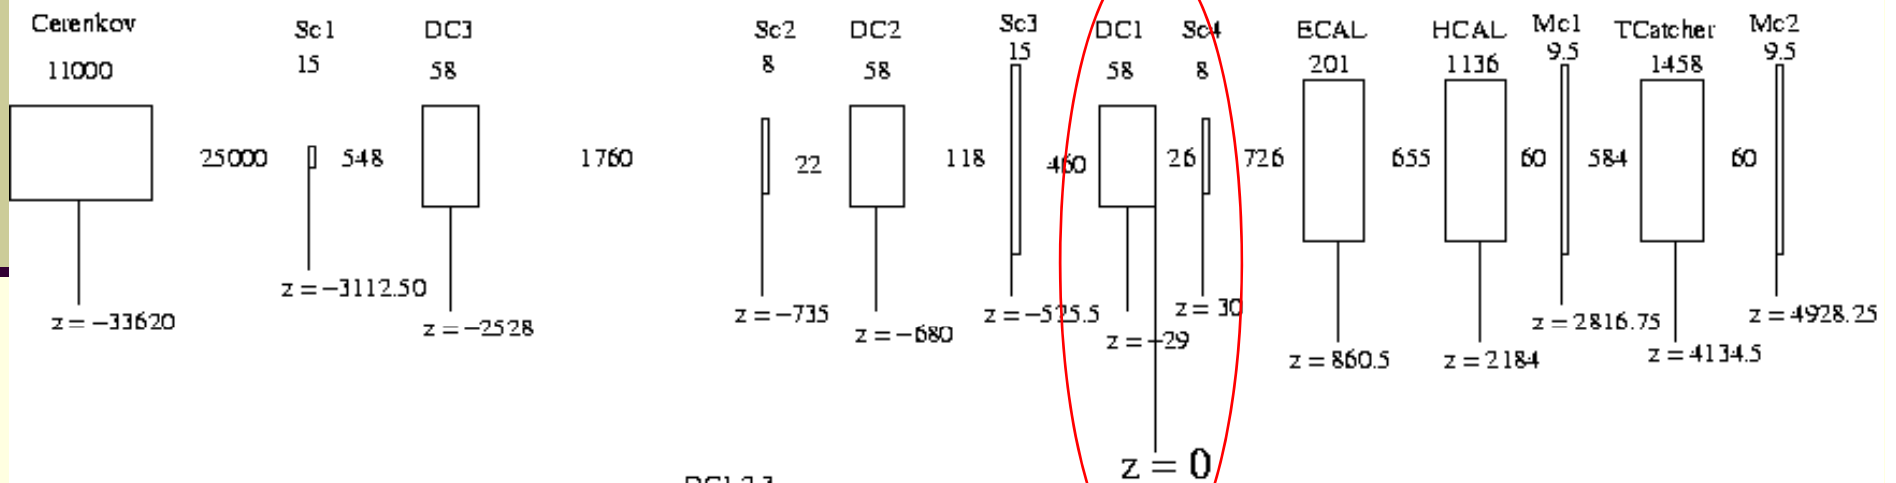 Cerenkov Sc1 DC3 Sc2 DC2 Sc3 DC1 Sc4 ECAL HCAL Mc1 TCatcher Mc2
11000 15 58 8 58 15 58 8 201 1136 9.5 1458 9.5
25000 548 1760 22 118 460 26 726 655 60 584 60
z = −33620 z = −3112.50 z = −2528 z = −735 z = −680 z = −525.5 z = −29 z = 30 z = 860.5 z = 2184 z = 2816.75 z = 4134.5 z = 4928.25
z = 0